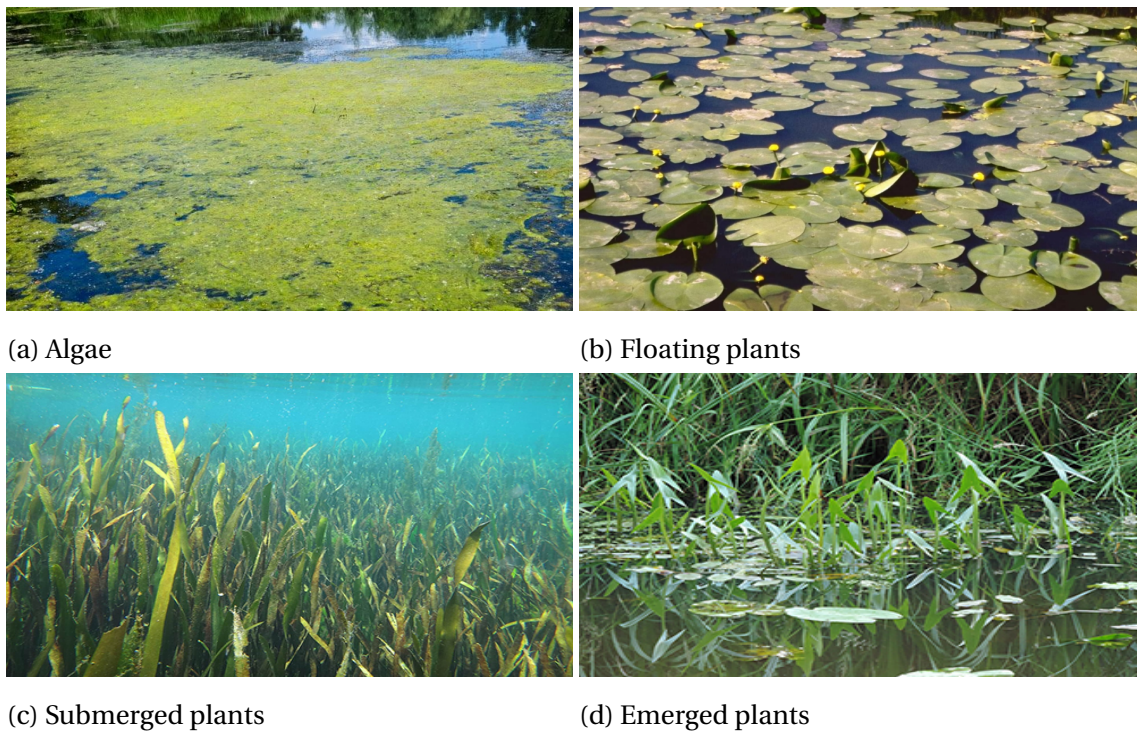 (a) Algae
(b) Floating plants
(c) Submerged plants
(d) Emerged plants